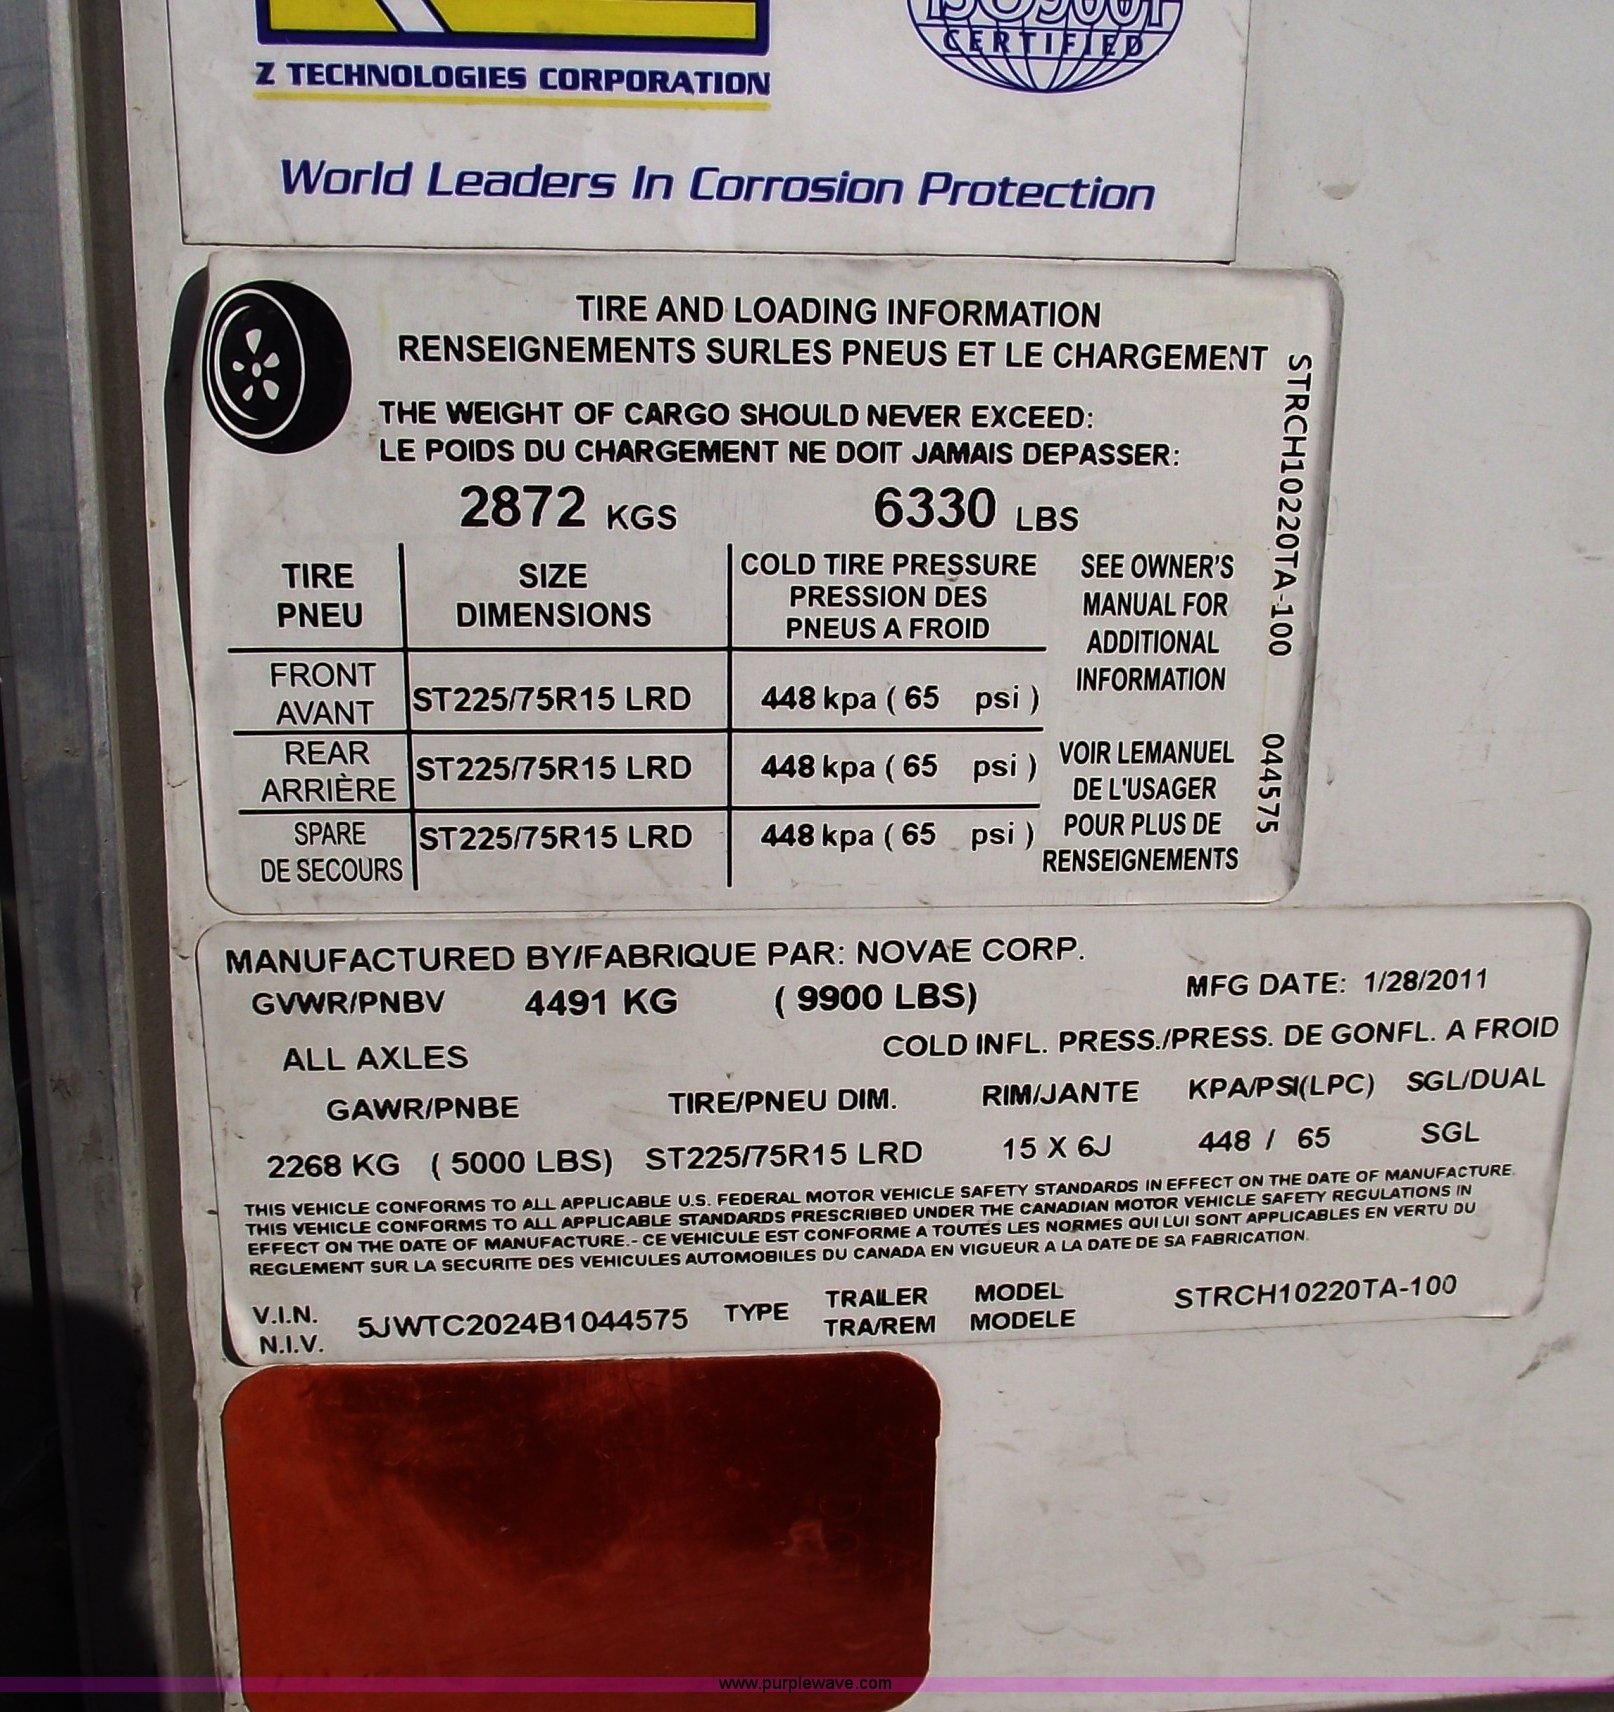 ISO9001
CERTIFIED
Z TECHNOLOGIES CORPORATION
World Leaders In Corrosion Protection
TIRE AND LOADING INFORMATION
RENSEIGNEMENTS SURLES PNEUS ET LE CHARGEMENT
THE WEIGHT OF CARGO SHOULD NEVER EXCEED:
LE POIDS DU CHARGEMENT NE DOIT JAMAIS DEPASSER:
2872 KGS 6330 LBS
TIRE
PNEU
SIZE
DIMENSIONS
COLD TIRE PRESSURE
PRESSION DES
PNEUS A FROID
FRONT
AVANT
ST225/75R15 LRD 448 kpa ( 65 psi )
REAR
ARRIÈRE
ST225/75R15 LRD 448 kpa ( 65 psi )
SPARE
DE SECOURS
ST225/75R15 LRD 448 kpa ( 65 psi )
SEE OWNER'S
MANUAL FOR
ADDITIONAL
INFORMATION
VOIR LEMANUEL
DE L'USAGER
POUR PLUS DE
RENSEIGNEMENTS
STRCH10220TA-100 044575
MANUFACTURED BY/FABRIQUE PAR: NOVAE CORP.
GVWR/PNBV 4491 KG ( 9900 LBS) MFG DATE: 1/28/2011
ALL AXLES COLD INFL. PRESS./PRESS. DE GONFL. A FROID
GAWR/PNBE TIRE/PNEU DIM. RIM/JANTE KPA/PSI(LPC) SGL/DUAL
2268 KG ( 5000 LBS) ST225/75R15 LRD 15 X 6J 448 / 65 SGL
THIS VEHICLE CONFORMS TO ALL APPLICABLE U.S. FEDERAL MOTOR VEHICLE SAFETY STANDARDS IN EFFECT ON THE DATE OF MANUFACTURE.
THIS VEHICLE CONFORMS TO ALL APPLICABLE STANDARDS PRESCRIBED UNDER THE CANADIAN MOTOR VEHICLE SAFETY REGULATIONS IN
EFFECT ON THE DATE OF MANUFACTURE.- CE VEHICULE EST CONFORME A TOUTES LES NORMES QUI LUI SONT APPLICABLES EN VERTU DU
REGLEMENT SUR LA SECURITE DES VEHICULES AUTOMOBILES DU CANADA EN VIGUEUR A LA DATE DE SA FABRICATION.
V.I.N.
N.I.V.
5JWTC2024B1044575 TYPE
TRAILER
TRA/REM
MODEL
MODELE
STRCH10220TA-100
www.purplewave.com